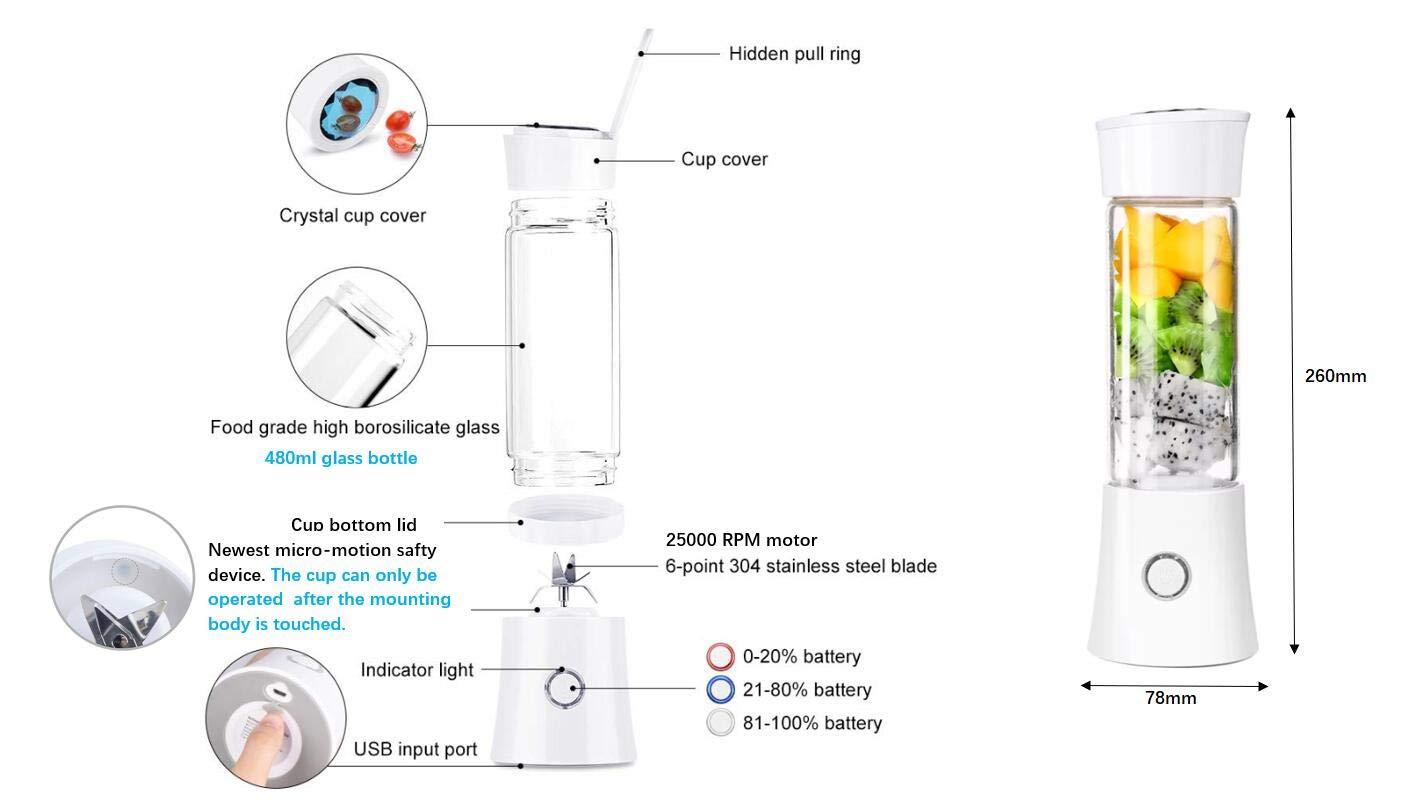 Hidden pull ring
Cup cover
Crystal cup cover
Food grade high borosilicate glass
480ml glass bottle
Cup bottom lid
Newest micro-motion safty
device. The cup can only be
operated after the mounting
body is touched.
25000 RPM motor
6-point 304 stainless steel blade
Indicator light
0-20% battery
21-80% battery
81-100% battery
USB input port
260mm
78mm